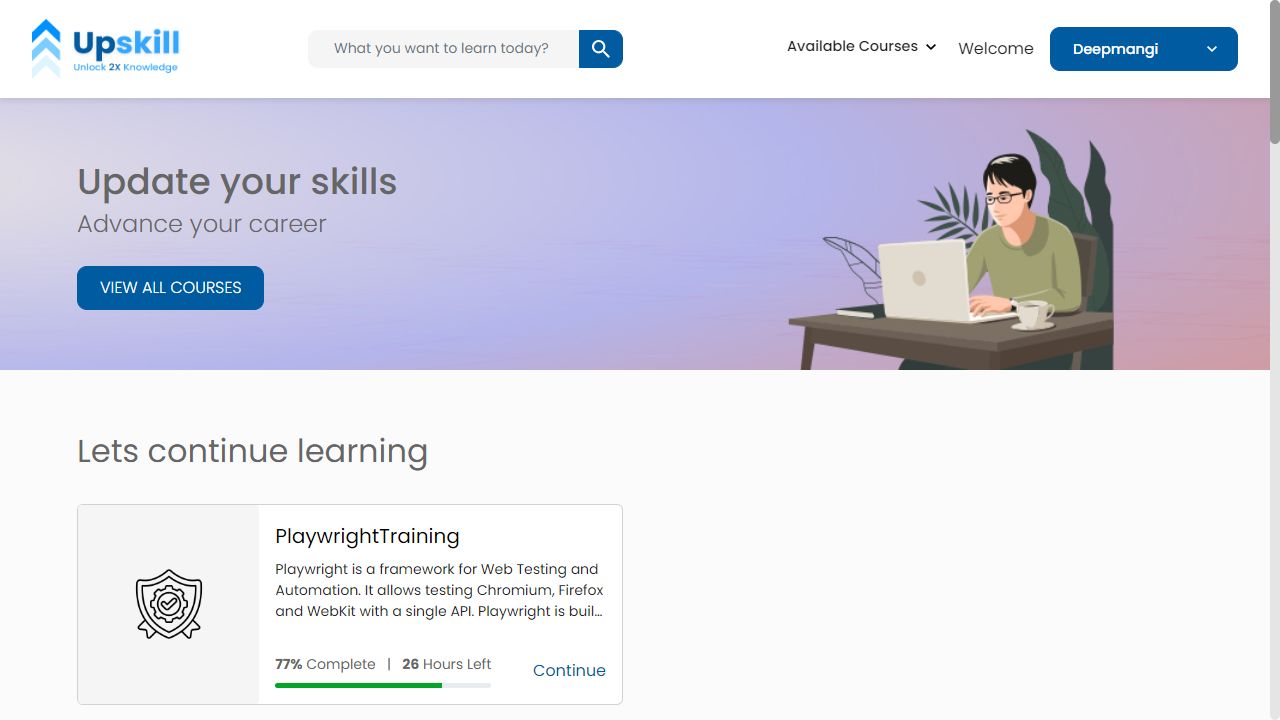 Upskill
Unlock 2X Knowledge
What you want to learn today?
Available Courses
Welcome
Deepmangi
Update your skills
Advance your career
VIEW ALL COURSES
Lets continue learning
PlaywrightTraining
Playwright is a framework for Web Testing and
Automation. It allows testing Chromium, Firefox
and WebKit with a single API. Playwright is buil...
77% Complete | 26 Hours Left
Continue